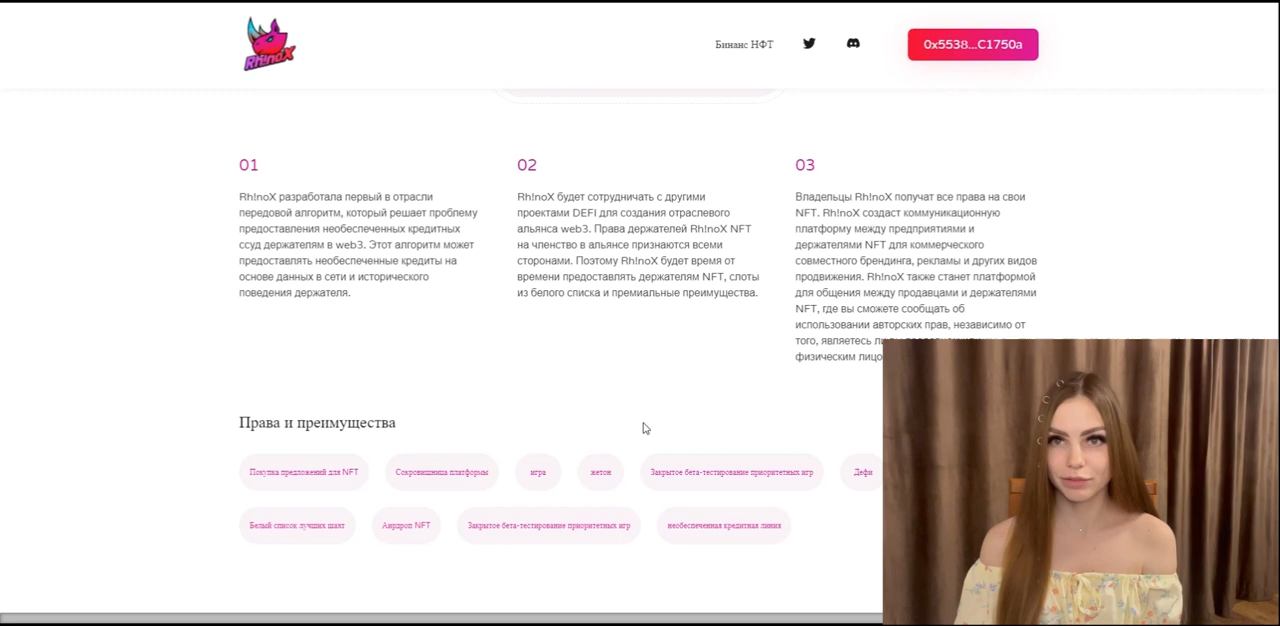 Rh!noX
Бинанс НФТ
0x5538...C1750a
01
Rh!noX разработала первый в отрасли
передовой алгоритм, который решает проблему
предоставления необеспеченных кредитных
ссуд держателям в web3. Этот алгоритм может
предоставлять необеспеченные кредиты на
основе данных в сети и исторического
поведения держателя.
02
Rh!noX будет сотрудничать с другими
проектами DEFI для создания отраслевого
альянса web3. Права держателей Rh!noX NFT
на членство в альянсе признаются всеми
сторонами. Поэтому Rh!noX будет время от
времени предоставлять держателям NFT, слоты
из белого списка и премиальные преимущества.
03
Владельцы Rh!noX получат все права на свои
NFT. Rh!noX создаст коммуникационную
платформу между предприятиями и
держателями NFT для коммерческого
совместного брендинга, рекламы и других видов
продвижения. Rh!noX также станет платформой
для общения между продавцами и держателями
NFT, где вы сможете сообщать об
использовании авторских прав, независимо от
того, являетесь
физическим лицо
Права и преимущества
Покупка предложений для NFT
Сокровищница платформы
игра
жетон
Закрытое бета-тестирование приоритетных игр
Дефи
Белый список лучших шахт
Аирдроп NFT
Закрытое бета-тестирование приоритетных игр
необеспеченная кредитная линия